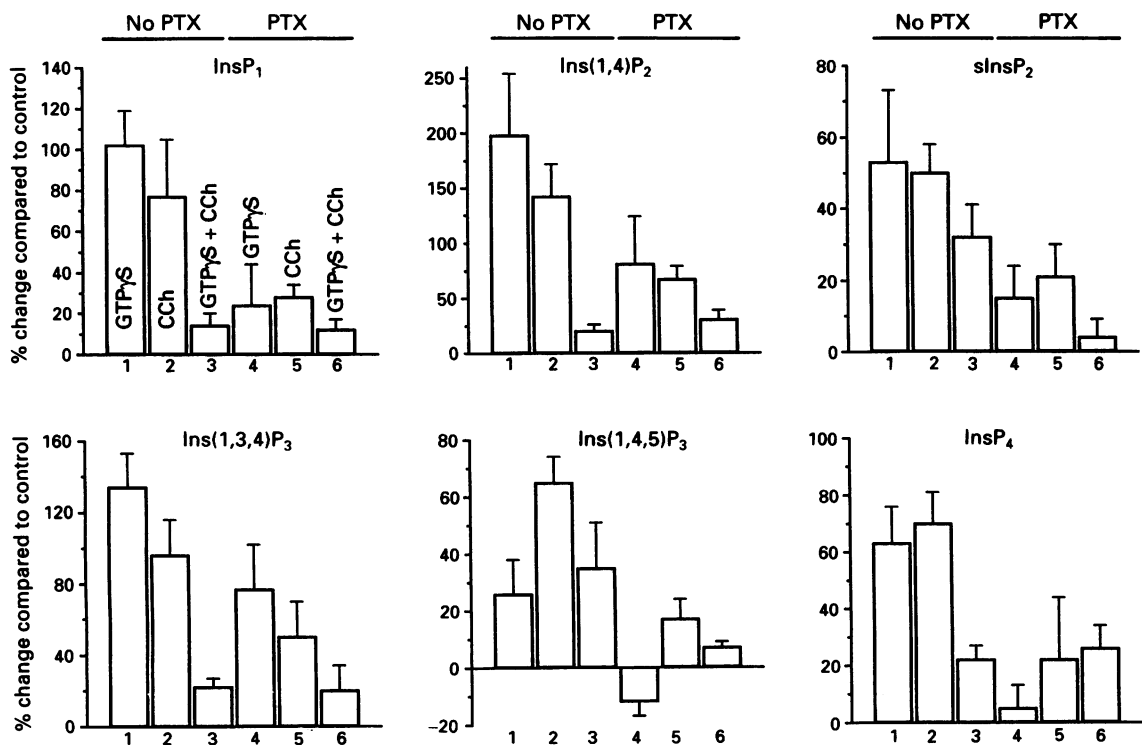 No PTX PTX No PTX PTX No PTX PTX
InsP₁
% change compared to control
140
120
100
80
60
40
20
0
GTPγS
CCh
GTPγS + CCh
GTPγS
CCh
GTPγS + CCh
1 2 3 4 5 6
Ins(1,4)P₂
250
200
150
100
50
0
1 2 3 4 5 6
sInsP₂
80
60
40
20
0
1 2 3 4 5 6
Ins(1,3,4)P₃
% change compared to control
160
120
80
40
0
1 2 3 4 5 6
Ins(1,4,5)P₃
80
60
40
20
0
−20
1 2 3 4 5 6
InsP₄
100
80
60
40
20
0
1 2 3 4 5 6